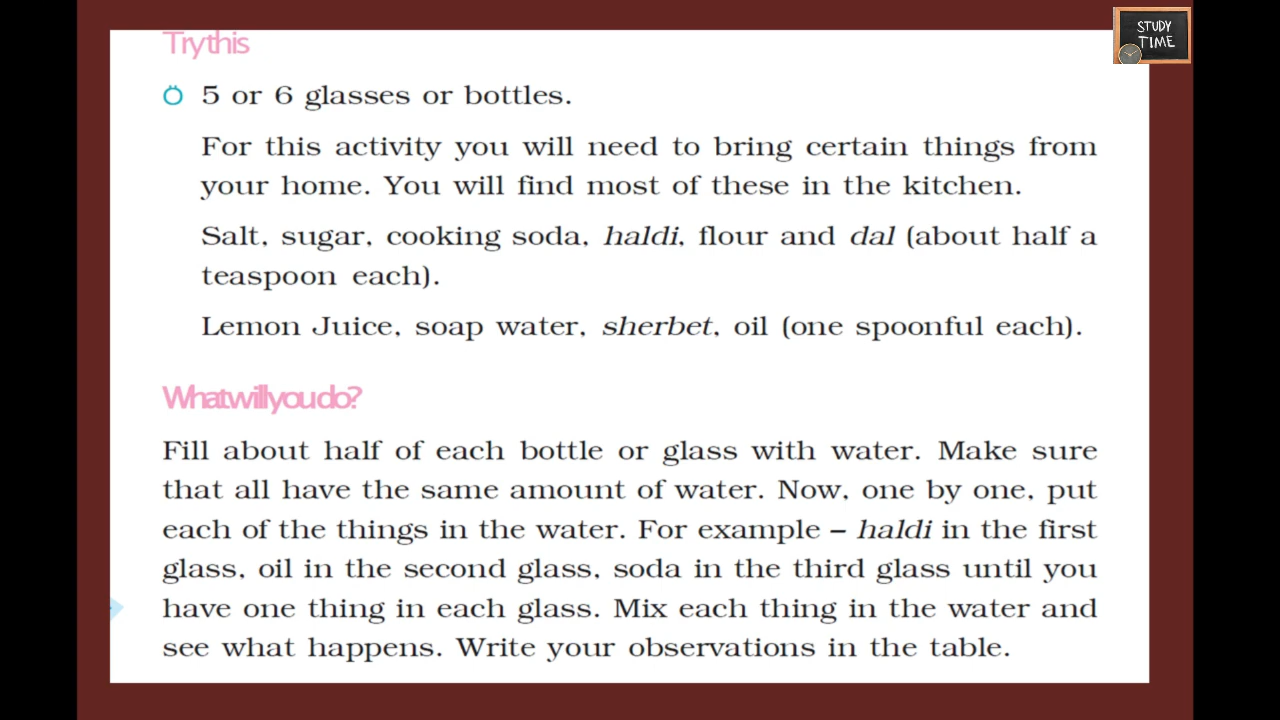 STUDY
TIME
Try this
5 or 6 glasses or bottles.
For this activity you will need to bring certain things from
your home. You will find most of these in the kitchen.
Salt, sugar, cooking soda, haldi, flour and dal (about half a
teaspoon each).
Lemon Juice, soap water, sherbet, oil (one spoonful each).
What will you do?
Fill about half of each bottle or glass with water. Make sure
that all have the same amount of water. Now, one by one, put
each of the things in the water. For example – haldi in the first
glass, oil in the second glass, soda in the third glass until you
have one thing in each glass. Mix each thing in the water and
see what happens. Write your observations in the table.